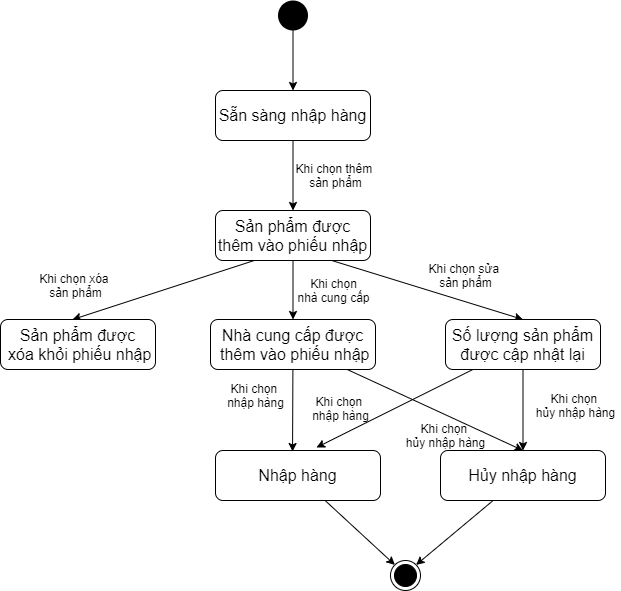 Sẵn sàng nhập hàng
Khi chọn thêm
sản phẩm
Sản phẩm được
thêm vào phiếu nhập
Khi chọn xóa
sản phẩm
Khi chọn
nhà cung cấp
Khi chọn sửa
sản phẩm
Sản phẩm được
xóa khỏi phiếu nhập
Nhà cung cấp được
thêm vào phiếu nhập
Số lượng sản phẩm
được cập nhật lại
Khi chọn
nhập hàng
Khi chọn
nhập hàng
Khi chọn
hủy nhập hàng
Khi chọn
hủy nhập hàng
Nhập hàng
Hủy nhập hàng